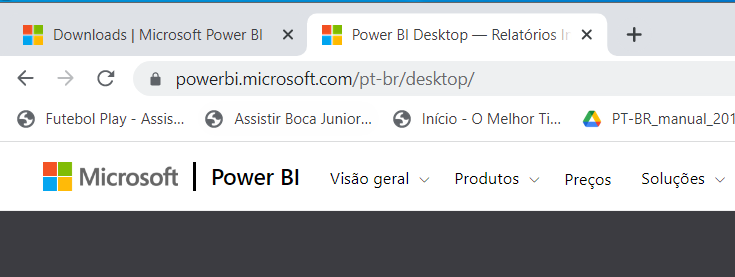 Downloads | Microsoft Power BI
Power BI Desktop — Relatórios In
powerbi.microsoft.com/pt-br/desktop/
Futebol Play - Assis...
Assistir Boca Junior...
Início - O Melhor Ti...
PT-BR_manual_201
Microsoft
Power BI
Visão geral
Produtos
Preços
Soluções